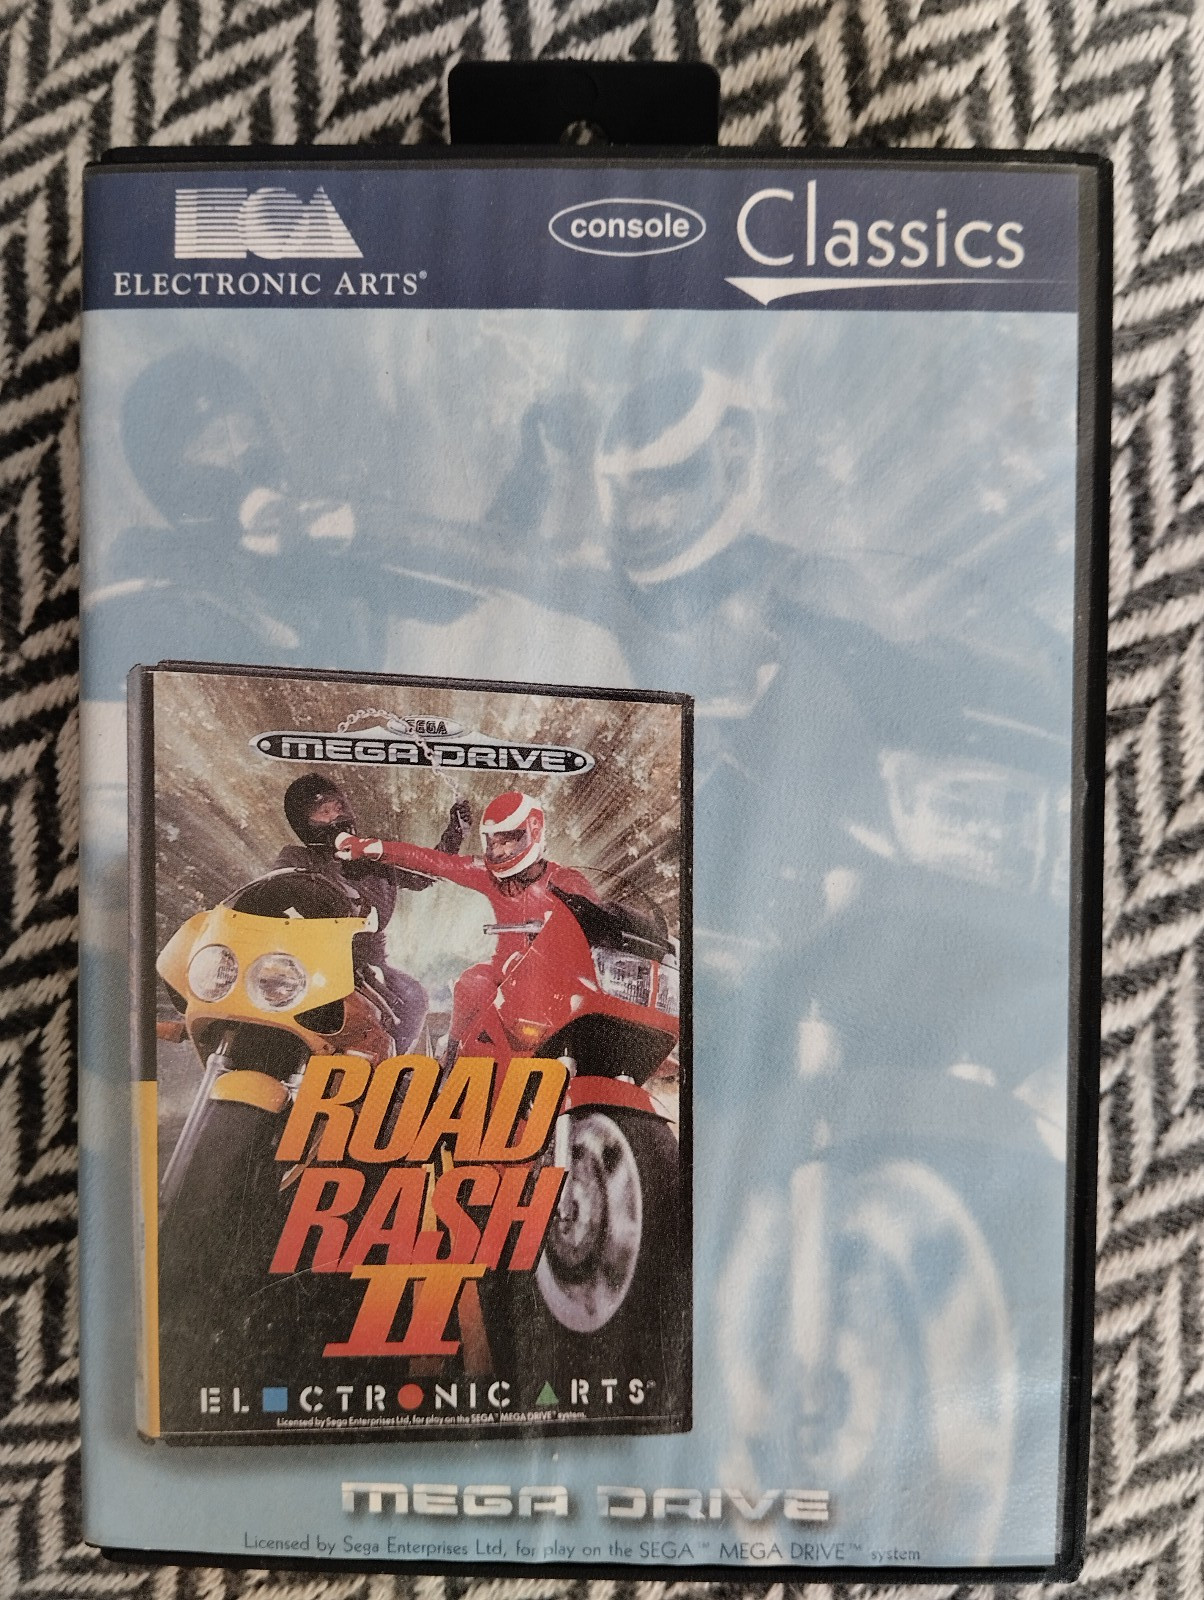 EA
ELECTRONIC ARTS®
console Classics
SEGA
MEGA DRIVE
ROAD
RASH
II
ELECTRONIC ARTS™
Licensed by Sega Enterprises Ltd, for play on the SEGA™ MEGA DRIVE™ system.
MEGA DRIVE
Licensed by Sega Enterprises Ltd, for play on the SEGA™ MEGA DRIVE™ system